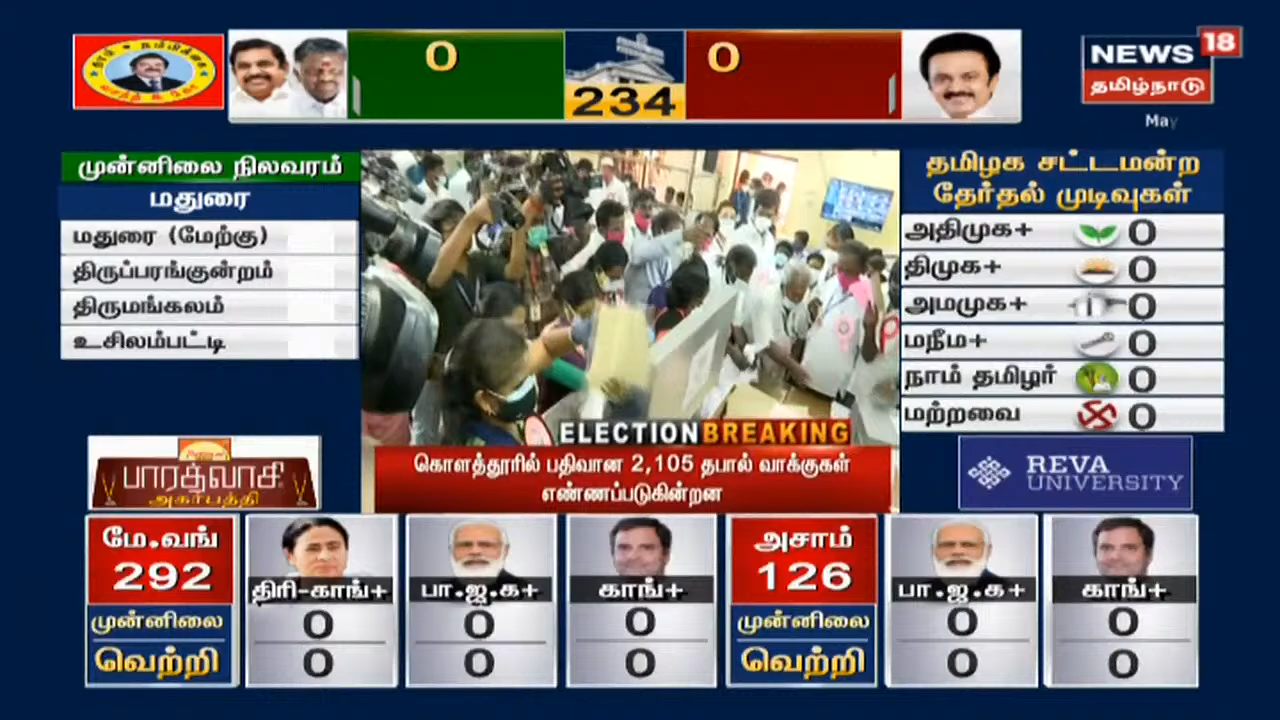 0
234
0
NEWS 18
தமிழ்நாடு
May
முன்னிலை நிலவரம்
மதுரை
மதுரை (மேற்கு)
திருப்பரங்குன்றம்
திருமங்கலம்
உசிலம்பட்டி
தமிழக சட்டமன்ற
தேர்தல் முடிவுகள்
அதிமுக+ 0
திமுக+ 0
அமமுக+ 0
மநீம+ 0
நாம் தமிழர் 0
மற்றவை 0
ELECTION BREAKING
கொளத்தூரில் பதிவான 2,105 தபால் வாக்குகள்
எண்ணப்படுகின்றன
பாரத்வாசி
அகர்பத்தி
REVA
UNIVERSITY
மே.வங்
292
முன்னிலை
வெற்றி
திரி-காங்+
0
0
பா.ஜ.க+
0
0
காங்+
0
0
அசாம்
126
முன்னிலை
வெற்றி
பா.ஜ.க+
0
0
காங்+
0
0